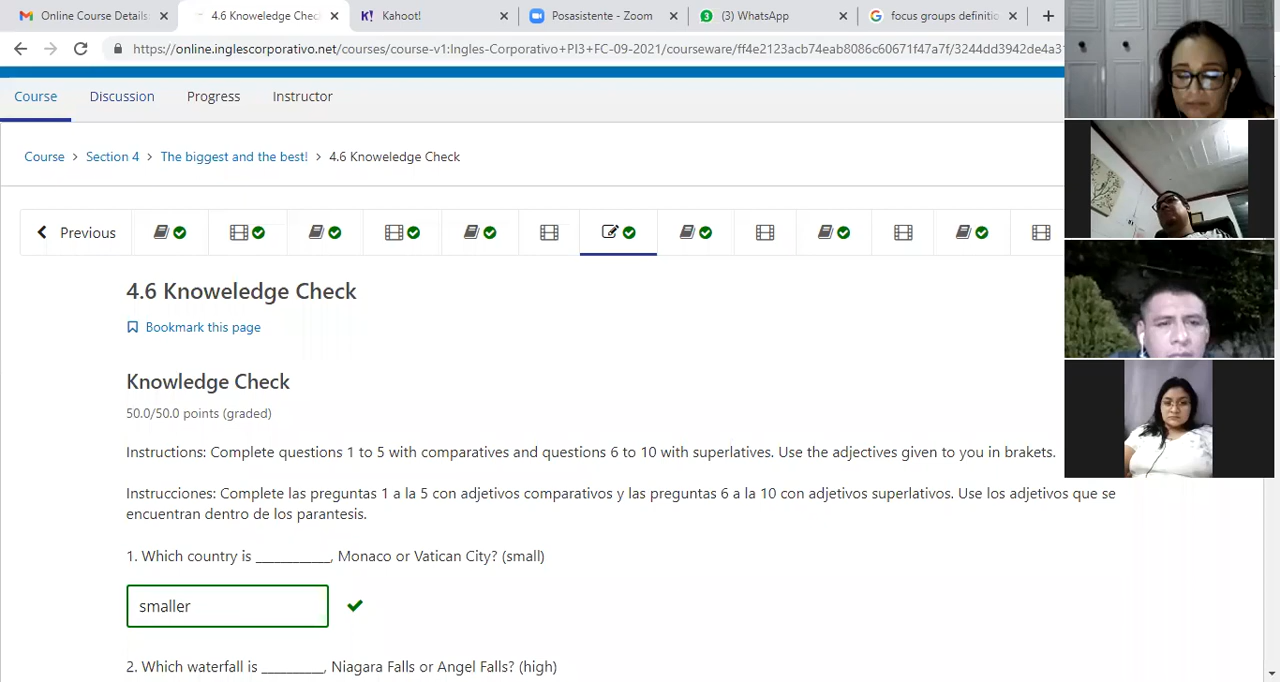 Online Course Details:
4.6 Knowledge Chec
Kahoot!
Posasistente - Zoom
(3) WhatsApp
focus groups definitio
https://online.inglescorporativo.net/courses/course-v1:Ingles-Corporativo+PI3+FC-09-2021/courseware/ff4e2123acb74eab8086c60671f47a7f/3244dd3942de4a31
Course Discussion Progress Instructor
Course > Section 4 > The biggest and the best! > 4.6 Knoweledge Check
Previous
4.6 Knoweledge Check
Bookmark this page
Knowledge Check
50.0/50.0 points (graded)
Instructions: Complete questions 1 to 5 with comparatives and questions 6 to 10 with superlatives. Use the adjectives given to you in brakets.
Instrucciones: Complete las preguntas 1 a la 5 con adjetivos comparativos y las preguntas 6 a la 10 con adjetivos superlativos. Use los adjetivos que se
encuentran dentro de los parantesis.
1. Which country is ___________, Monaco or Vatican City? (small)
smaller
2. Which waterfall is _________, Niagara Falls or Angel Falls? (high)